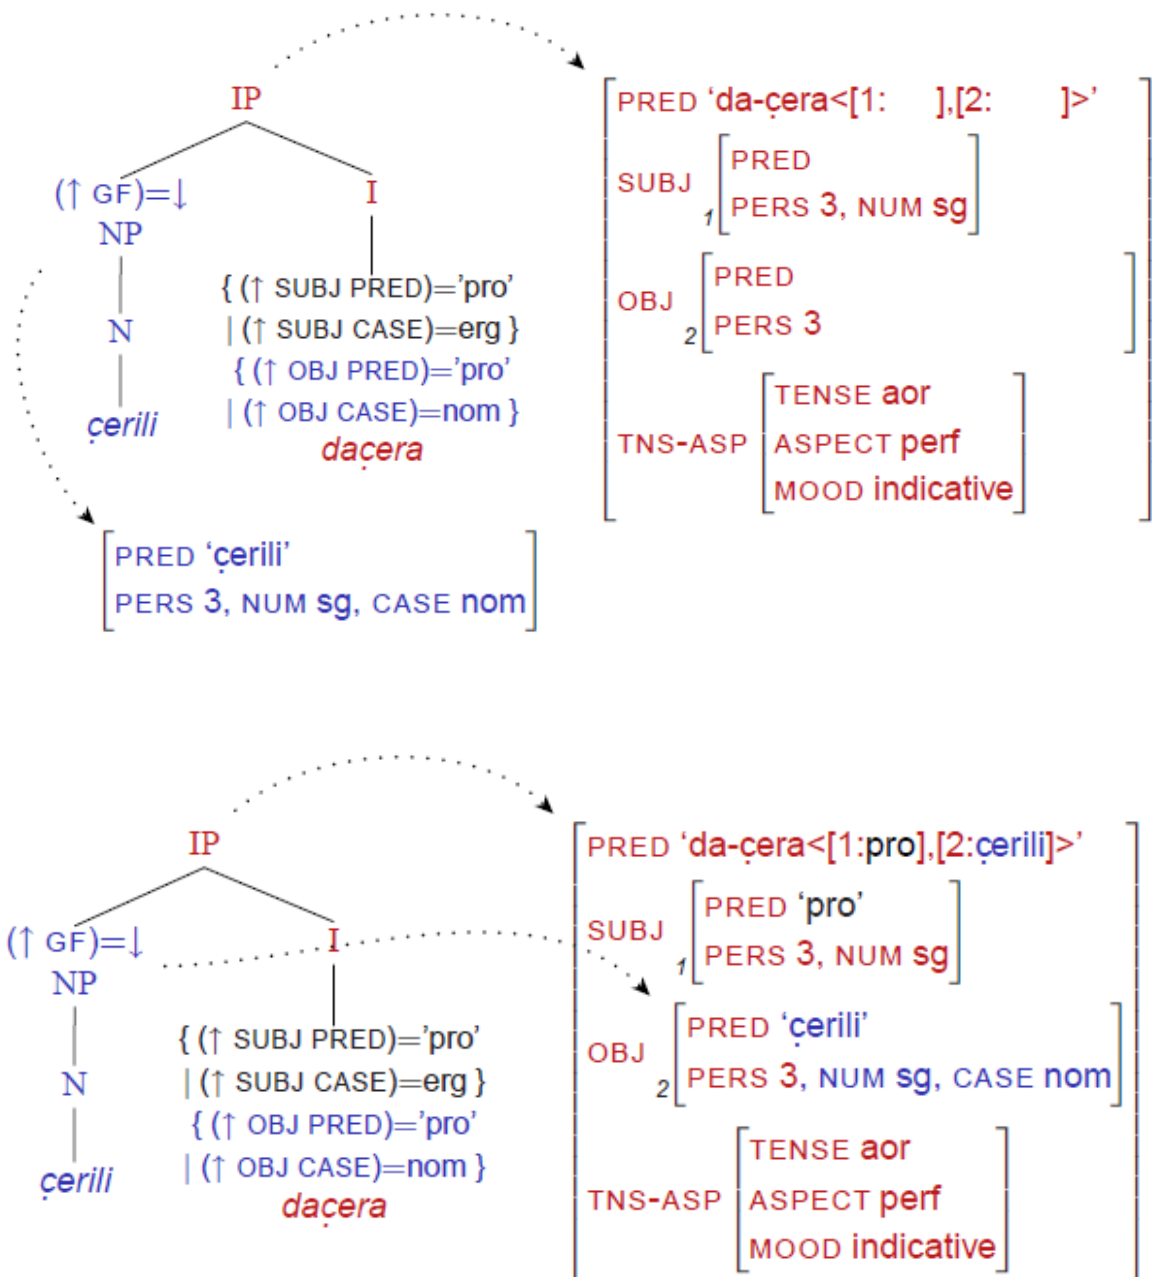 IP
(↑ GF)=↓
NP
N
çerili
I
{ (↑ SUBJ PRED)='pro'
| (↑ SUBJ CASE)=erg }
{ (↑ OBJ PRED)='pro'
| (↑ OBJ CASE)=nom }
daçera
PRED ‘da-çera<[1: ],[2: ]>’
SUBJ 1 PRED
PERS 3, NUM sg
OBJ 2 PRED
PERS 3
TNS-ASP TENSE aor
ASPECT perf
MOOD indicative
PRED ‘çerili’
PERS 3, NUM sg, CASE nom
IP
(↑ GF)=↓
NP
N
çerili
I
{ (↑ SUBJ PRED)='pro'
| (↑ SUBJ CASE)=erg }
{ (↑ OBJ PRED)='pro'
| (↑ OBJ CASE)=nom }
daçera
PRED ‘da-çera<[1:pro],[2:çerili]>’
SUBJ 1 PRED ‘pro’
PERS 3, NUM sg
OBJ 2 PRED ‘çerili’
PERS 3, NUM sg, CASE nom
TNS-ASP TENSE aor
ASPECT perf
MOOD indicative